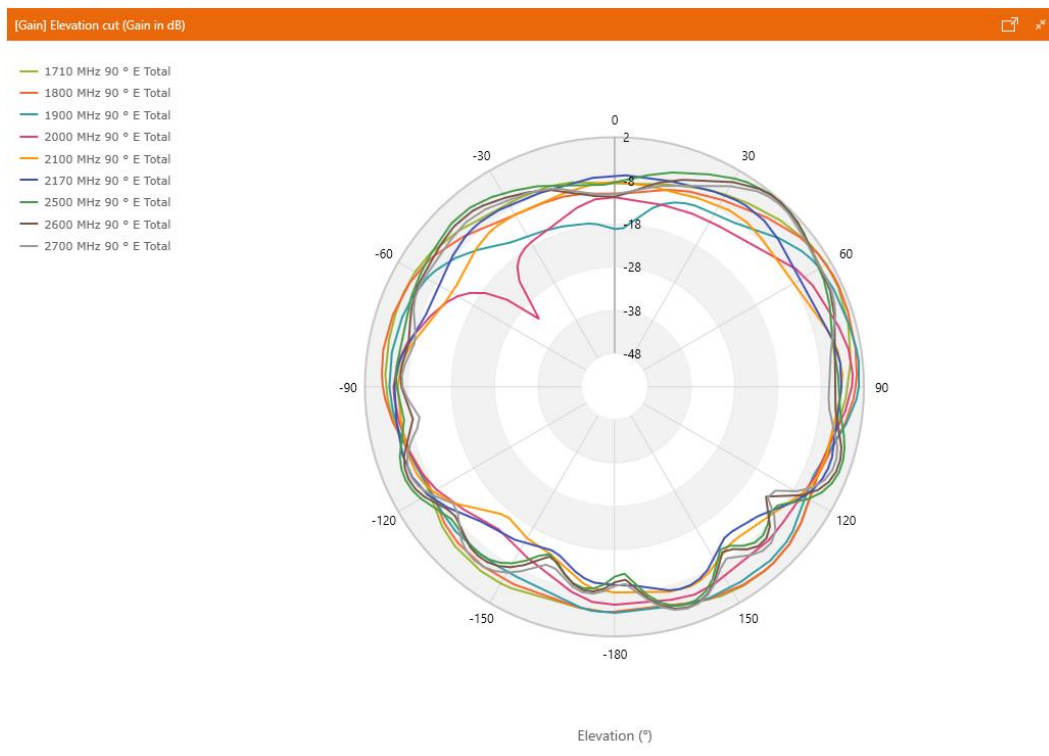 [Gain] Elevation cut (Gain in dB)
1710 MHz 90 ° E Total
1800 MHz 90 ° E Total
1900 MHz 90 ° E Total
2000 MHz 90 ° E Total
2100 MHz 90 ° E Total
2170 MHz 90 ° E Total
2500 MHz 90 ° E Total
2600 MHz 90 ° E Total
2700 MHz 90 ° E Total
0
2
-30
30
-8
-18
-60
60
-28
-38
-48
-90
90
-120
120
-150
150
-180
Elevation (°)